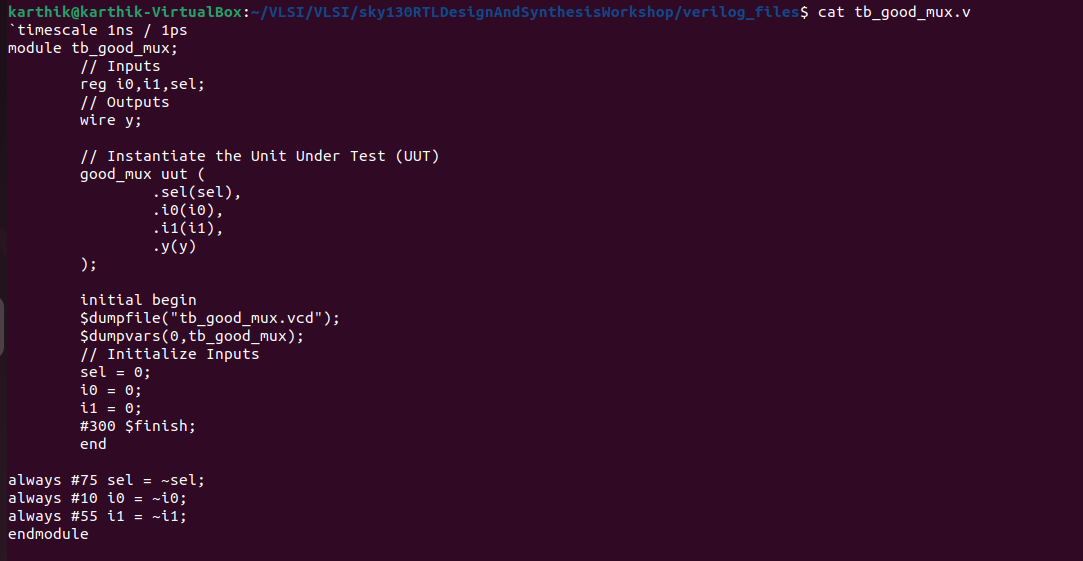 karthik@karthik-VirtualBox:~/VLSI/VLSI/sky130RTLDesignAndSynthesisWorkshop/verilog_files$ cat tb_good_mux.v
`timescale 1ns / 1ps
module tb_good_mux;
        // Inputs
        reg i0,i1,sel;
        // Outputs
        wire y;

        // Instantiate the Unit Under Test (UUT)
        good_mux uut (
                .sel(sel),
                .i0(i0),
                .i1(i1),
                .y(y)
        );

        initial begin
        $dumpfile("tb_good_mux.vcd");
        $dumpvars(0,tb_good_mux);
        // Initialize Inputs
        sel = 0;
        i0 = 0;
        i1 = 0;
        #300 $finish;
        end

always #75 sel = ~sel;
always #10 i0 = ~i0;
always #55 i1 = ~i1;
endmodule